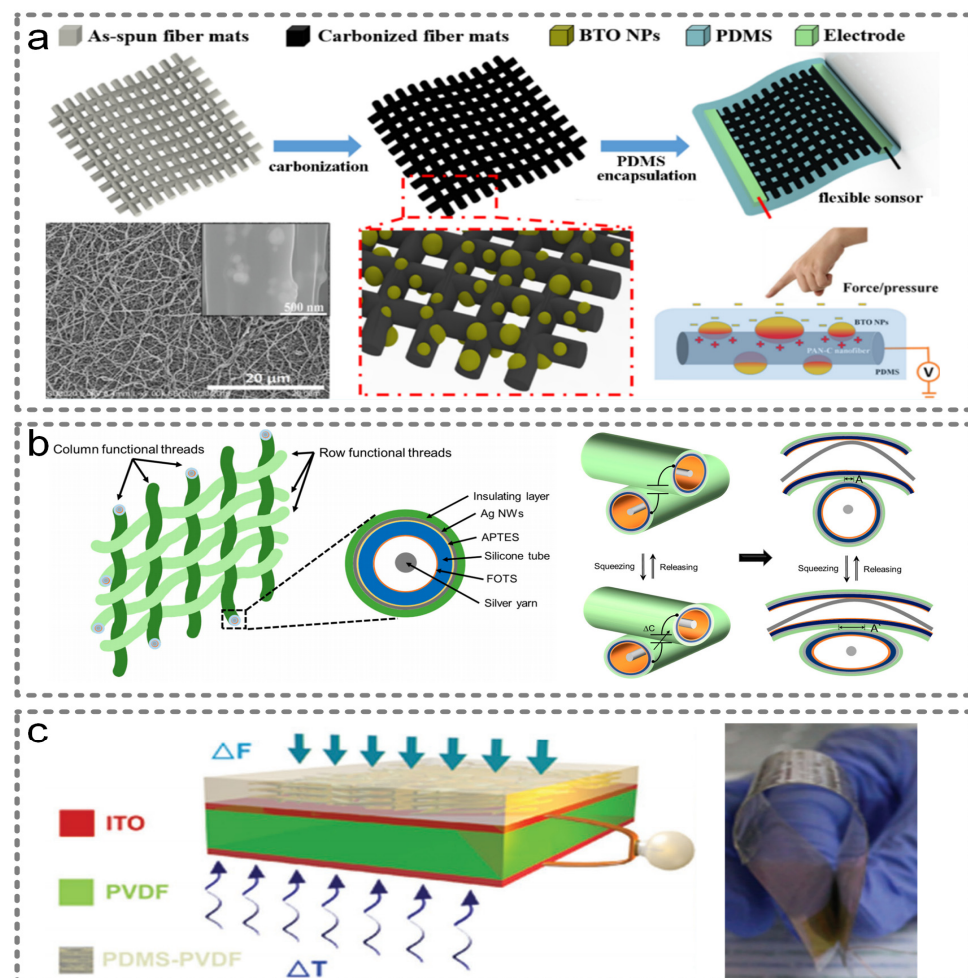 a
As-spun fiber mats
Carbonized fiber mats
BTO NPs
PDMS
Electrode
carbonization
PDMS
encapsulation
flexible sonsor
500 nm
20 μm
Force/pressure
BTO NPs
PAN-C nanofiber
PDMS
V
b
Column functional threads
Row functional threads
Insulating layer
Ag NWs
APTES
Silicone tube
FOTS
Silver yarn
Squeezing
Releasing
ΔC
A
Squeezing
Releasing
A'
c
△F
ITO
PVDF
PDMS-PVDF
△T